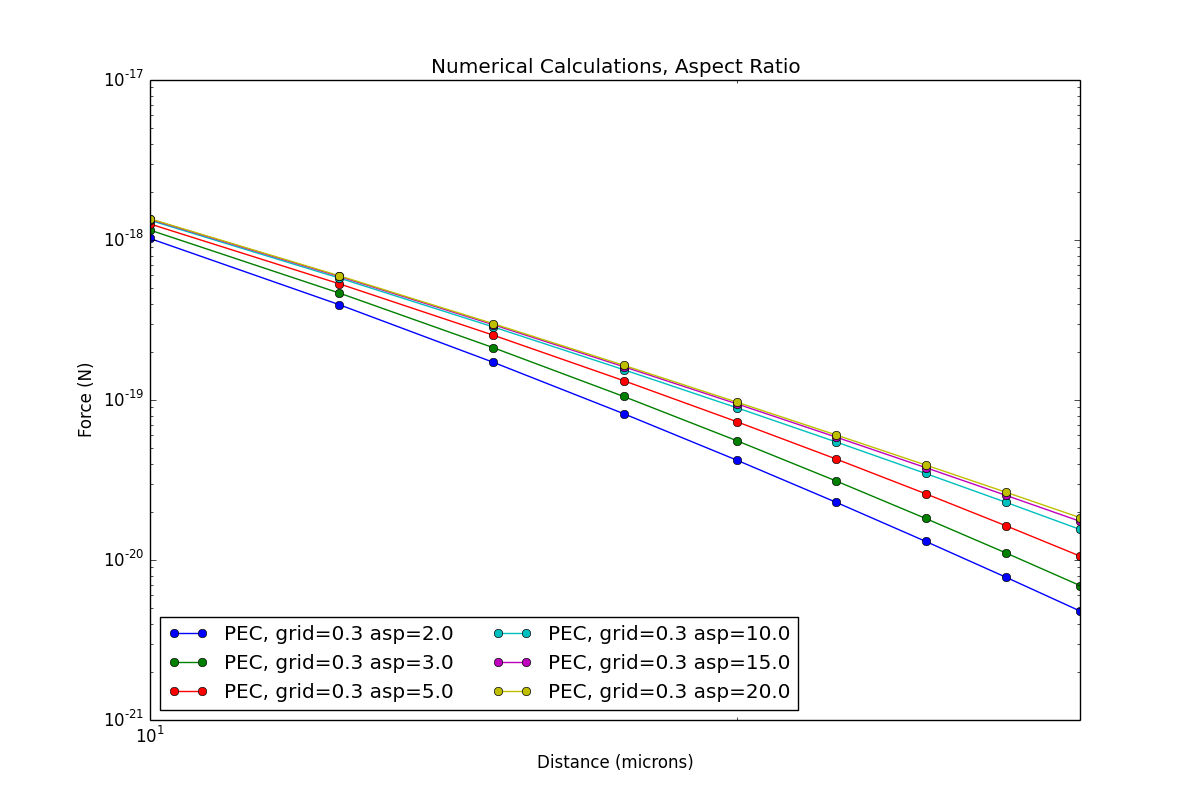 Numerical Calculations, Aspect Ratio
10^-17
10^-18
10^-19
10^-20
10^-21
Force (N)
PEC, grid=0.3 asp=2.0
PEC, grid=0.3 asp=3.0
PEC, grid=0.3 asp=5.0
PEC, grid=0.3 asp=10.0
PEC, grid=0.3 asp=15.0
PEC, grid=0.3 asp=20.0
10^1
Distance (microns)